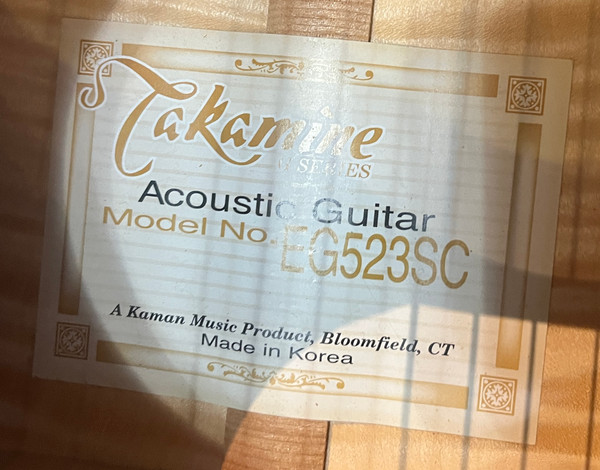 Takamine
SERIES
Acoustic Guitar
Model No. EG523SC
A Kaman Music Product, Bloomfield, CT
Made in Korea